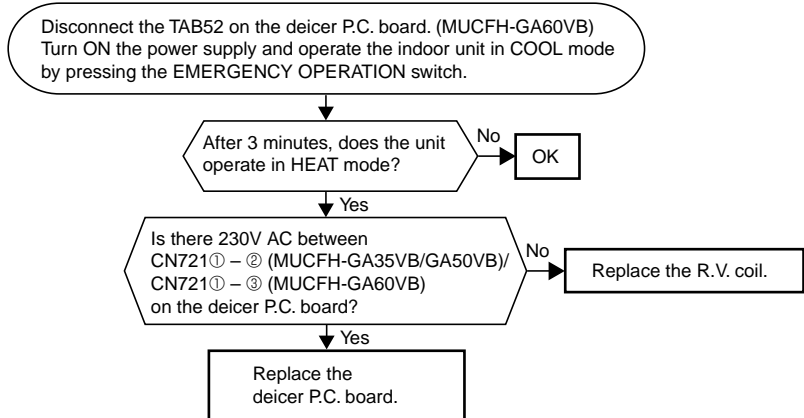 Disconnect the TAB52 on the deicer P.C. board. (MUCFH-GA60VB)
Turn ON the power supply and operate the indoor unit in COOL mode
by pressing the EMERGENCY OPERATION switch.
After 3 minutes, does the unit
operate in HEAT mode?
No
OK
Yes
Is there 230V AC between
CN721① – ② (MUCFH-GA35VB/GA50VB)/
CN721① – ③ (MUCFH-GA60VB)
on the deicer P.C. board?
No
Replace the R.V. coil.
Yes
Replace the
deicer P.C. board.